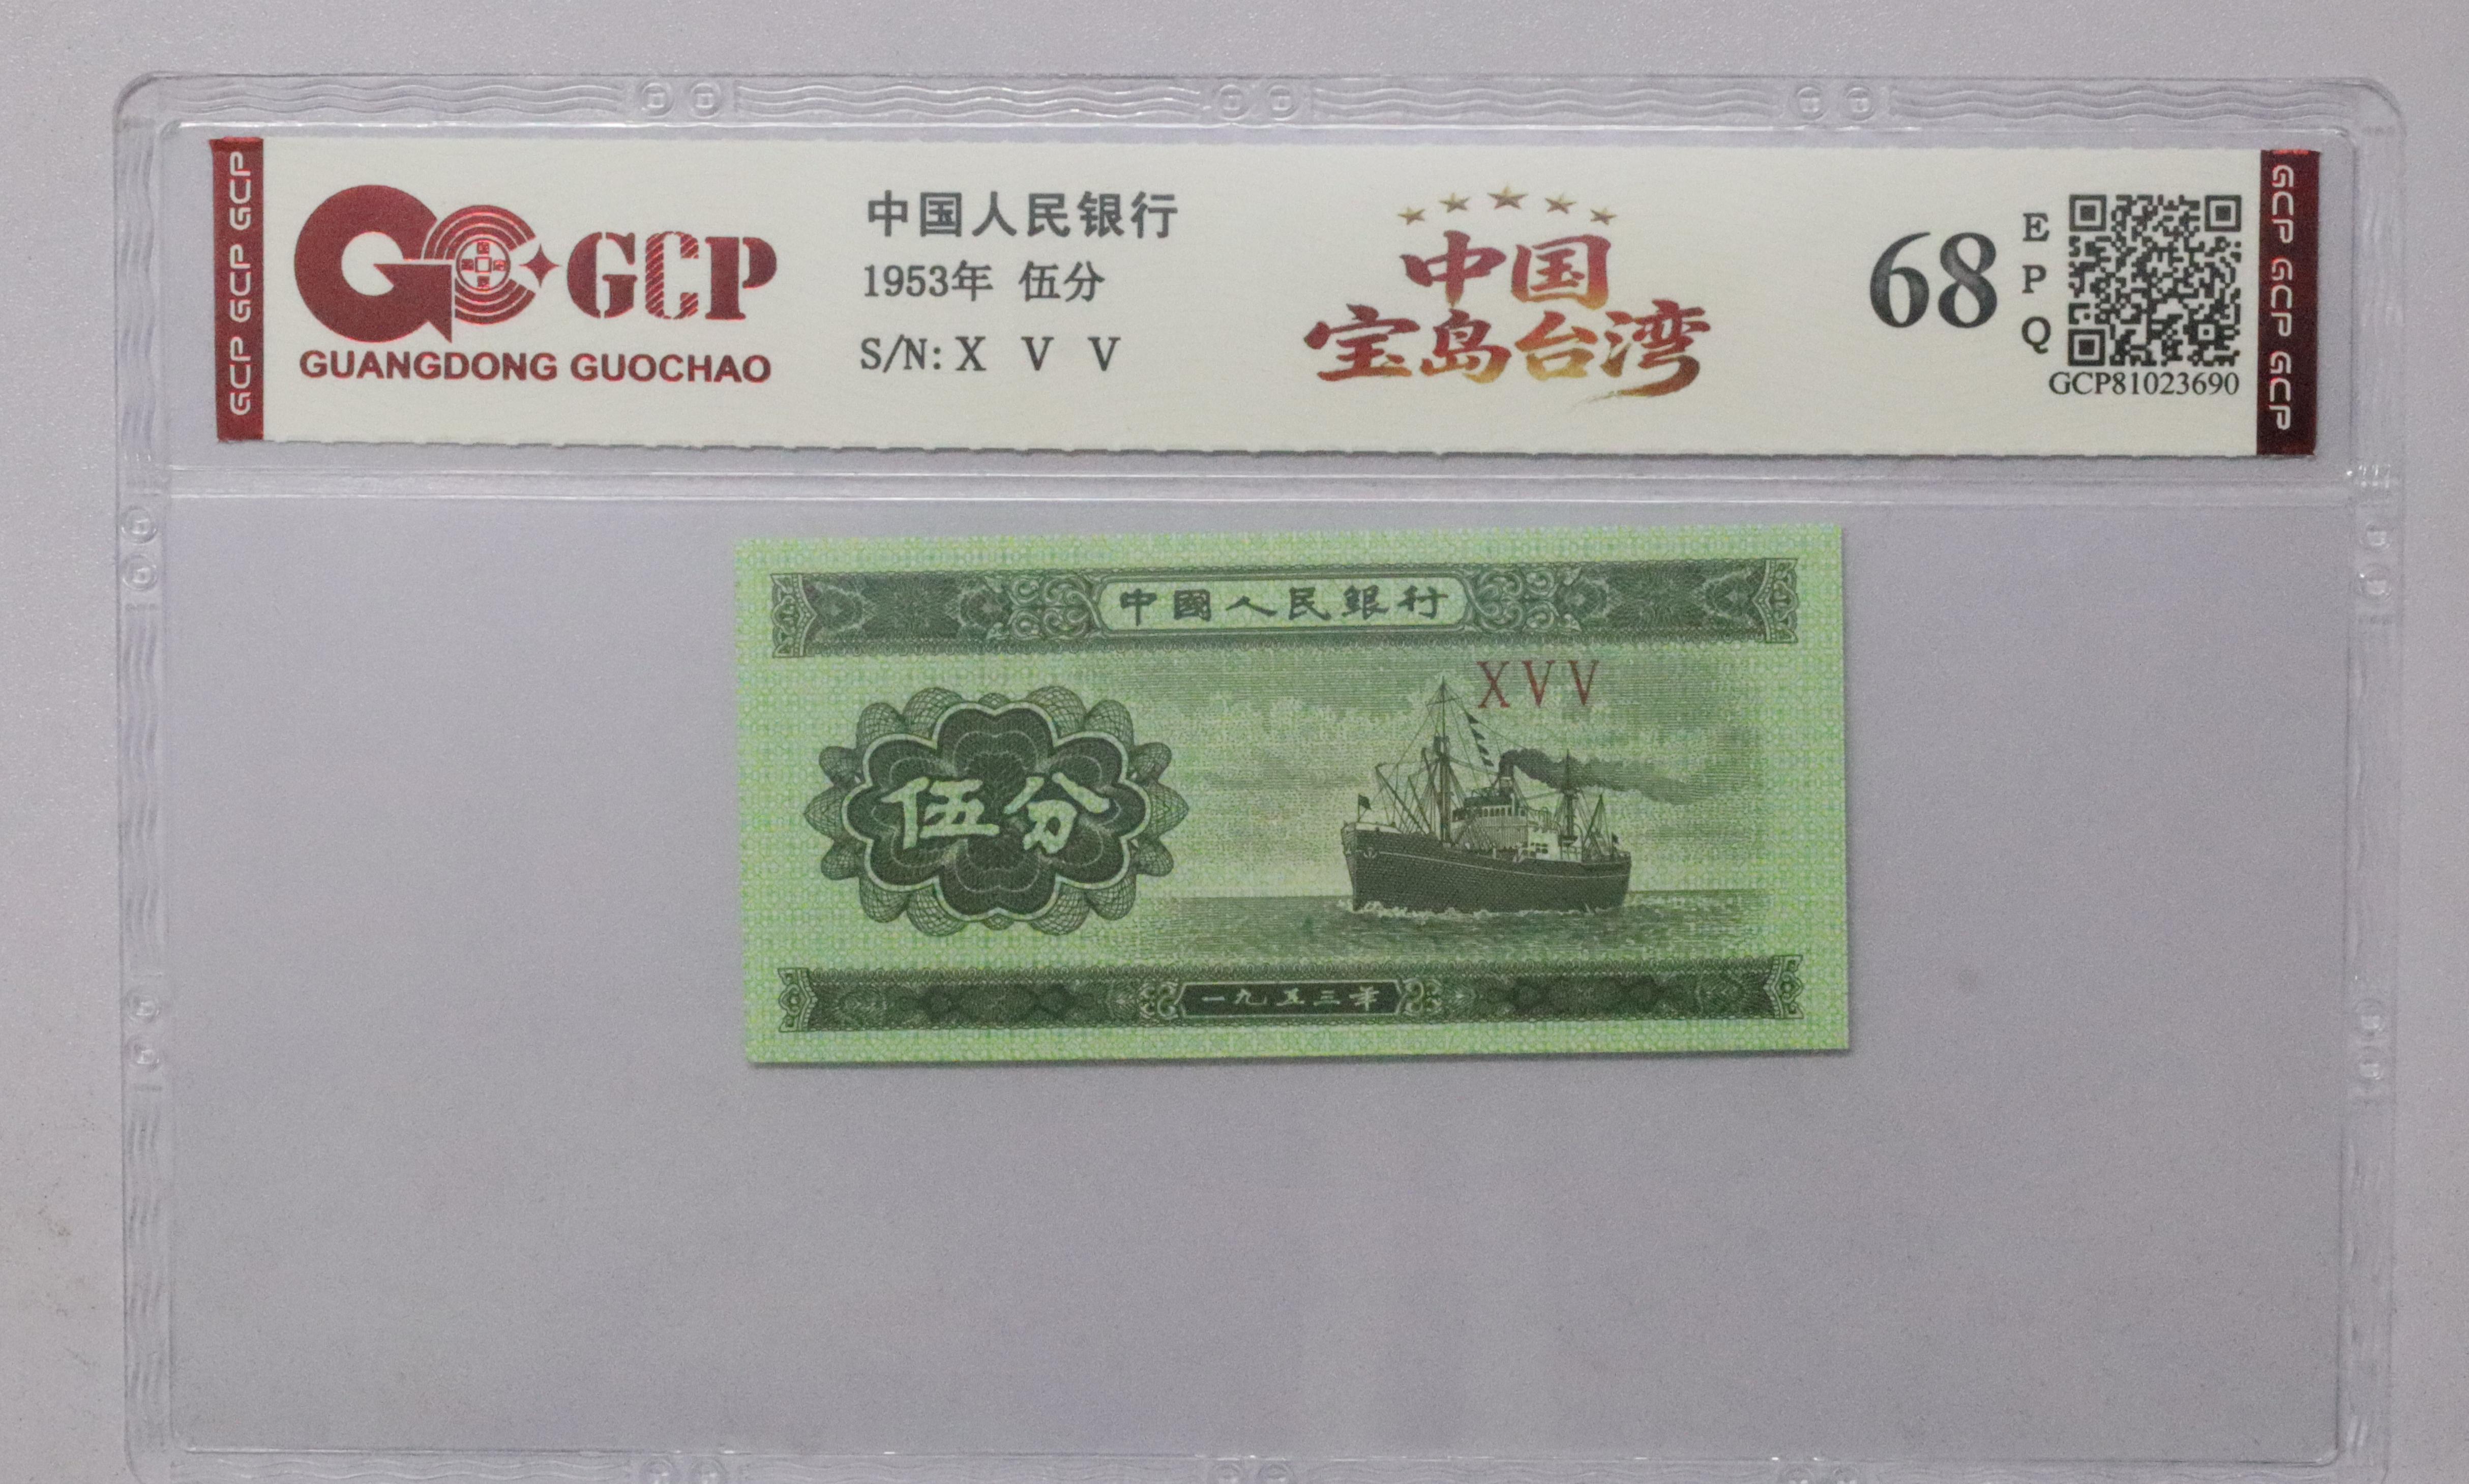 GCP GCP GCP
GCP
GUANGDONG GUOCHAO
中国人民银行
1953年 伍分
S/N: X V V
中国
宝岛台湾
68
E
P
Q
GCP81023690
GCP GCP GCP
中國人民銀行
XVV
伍分
一九五三年